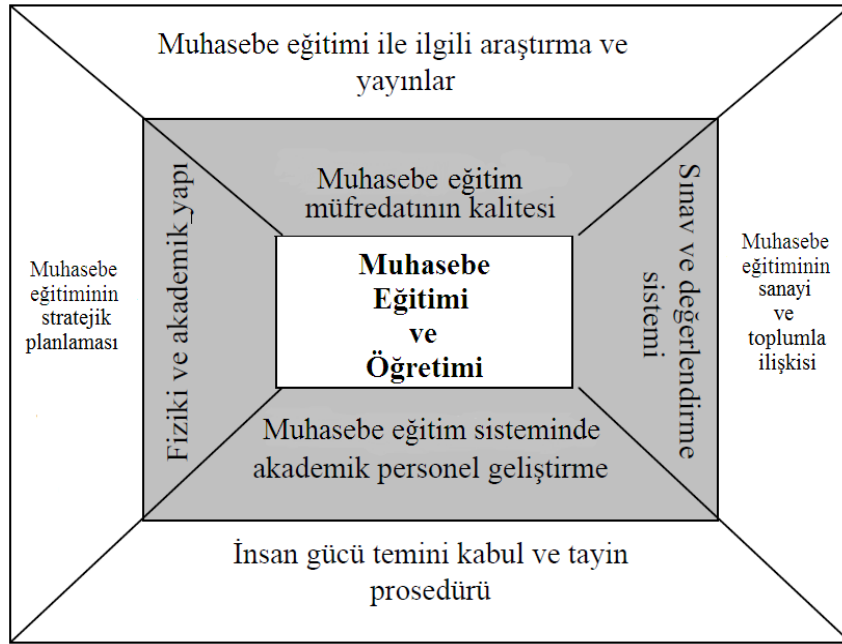 Muhasebe eğitimi ile ilgili araştırma ve
yayınlar
Muhasebe eğitim
müfredatının kalitesi
Fiziki ve akademik yapı
Sınav ve değerlendirme
sistemi
Muhasebe
eğitiminin
stratejik
planlaması
Muhasebe
Eğitimi
ve
Öğretimi
Muhasebe
eğitiminin
sanayi
ve
toplumla
ilişkisi
Muhasebe eğitim sisteminde
akademik personel geliştirme
İnsan gücü temini kabul ve tayin
prosedürü